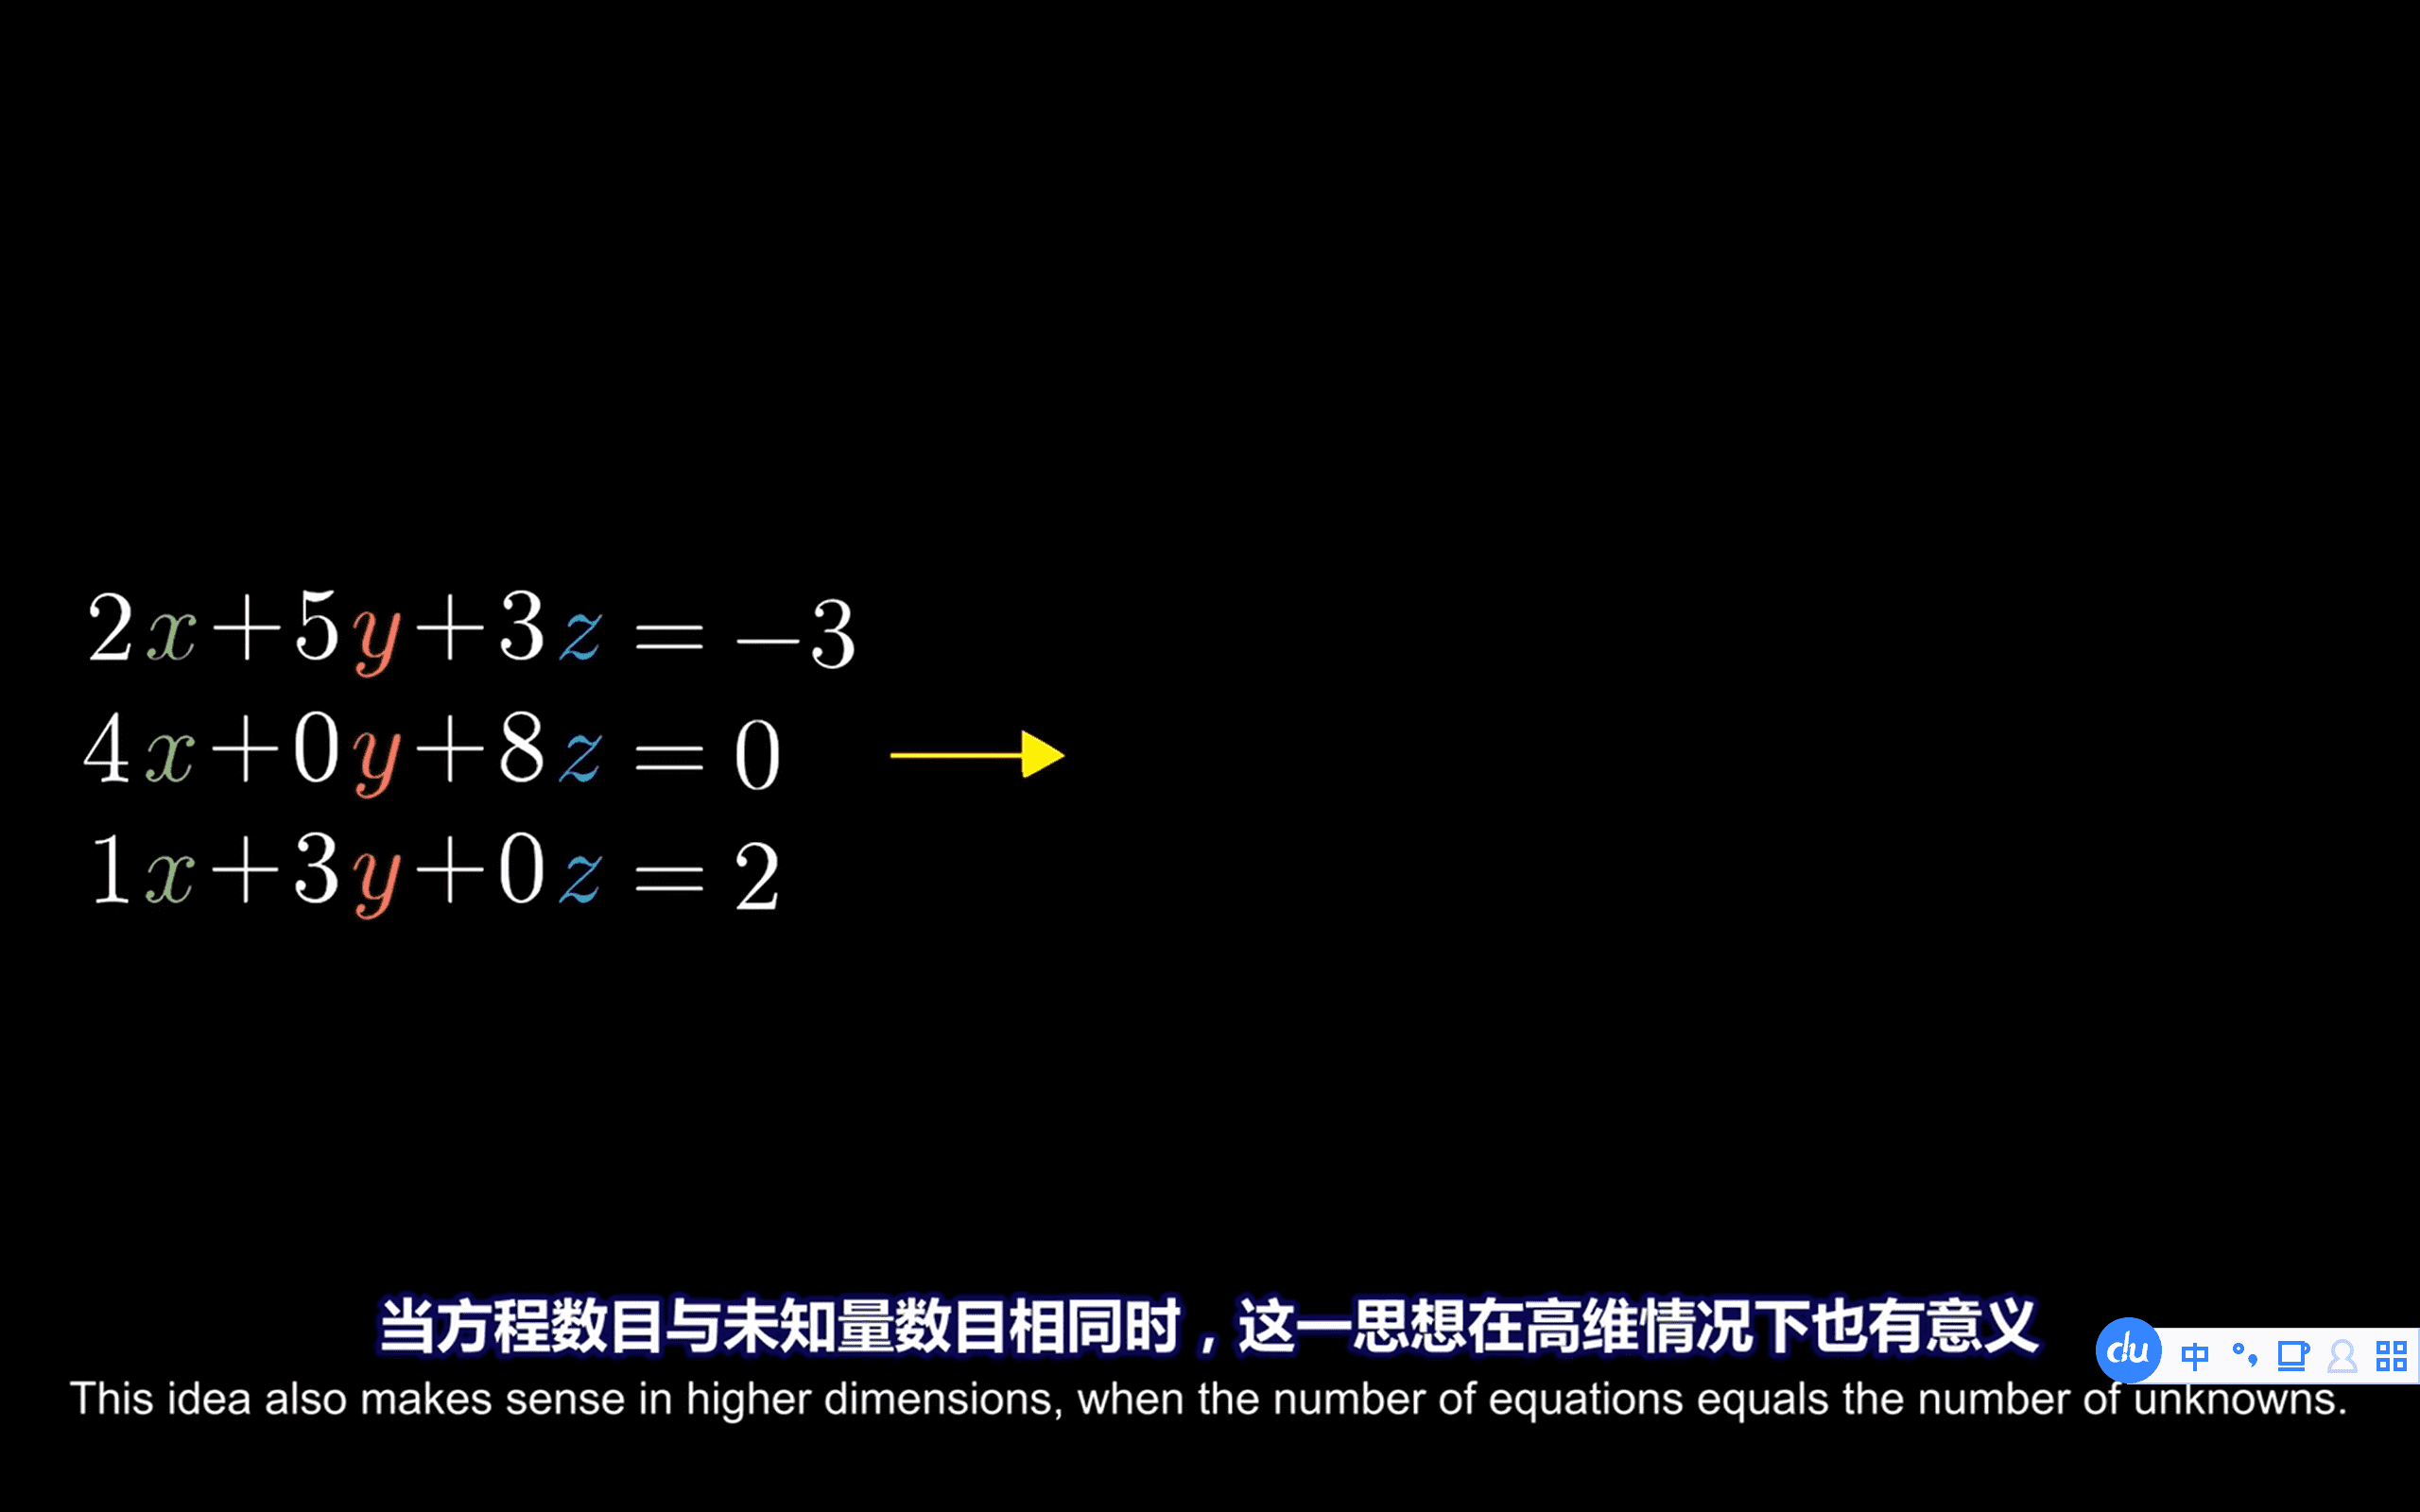 2x+5y+3z=−3
4x+0y+8z=0
1x+3y+0z=2
当方程数目与未知量数目相同时，这一思想在高维情况下也有意义
du 中
This idea also makes sense in higher dimensions, when the number of equations equals the number of unknowns.